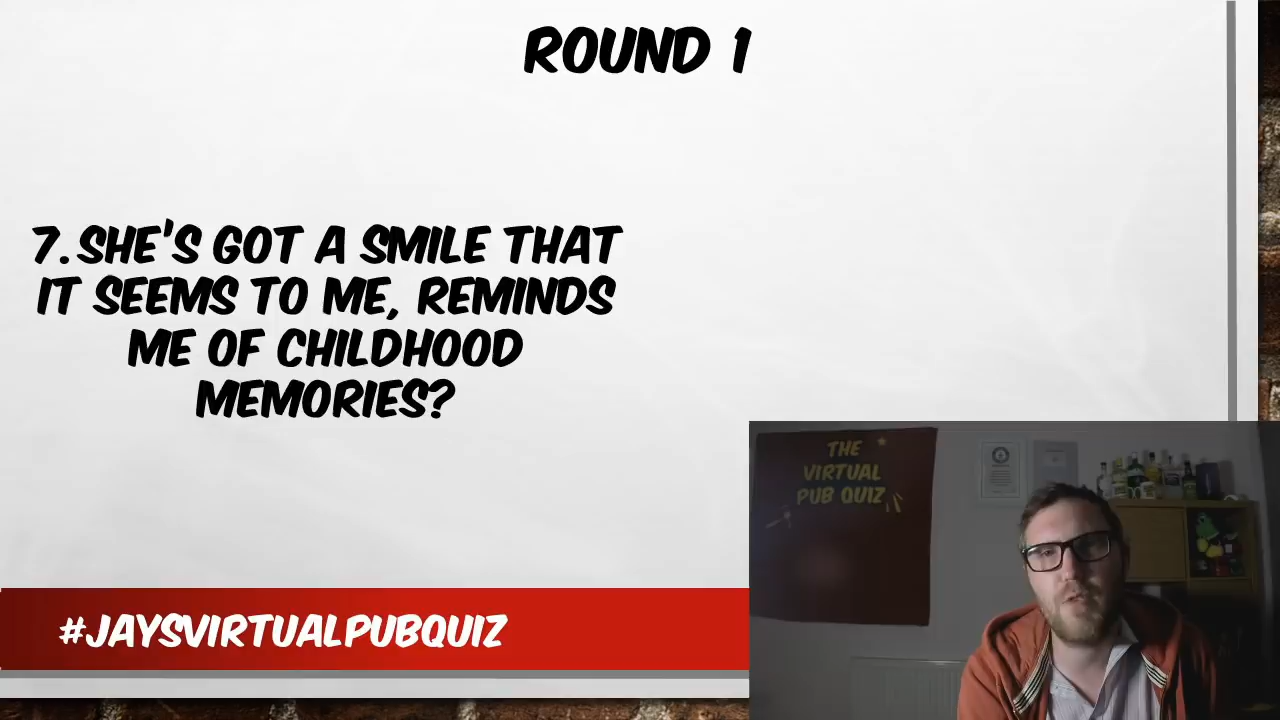 ROUND 1
7. SHE'S GOT A SMILE THAT
IT SEEMS TO ME, REMINDS
ME OF CHILDHOOD
MEMORIES?
THE
VIRTUAL
PUB QUIZ
#JAYSVIRTUALPUBQUIZ